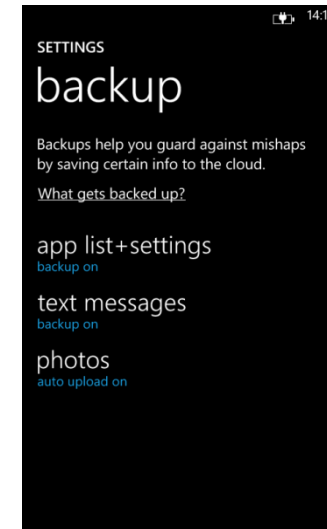 14:1
SETTINGS
backup
Backups help you guard against mishaps
by saving certain info to the cloud.
What gets backed up?
app list+settings
backup on
text messages
backup on
photos
auto upload on